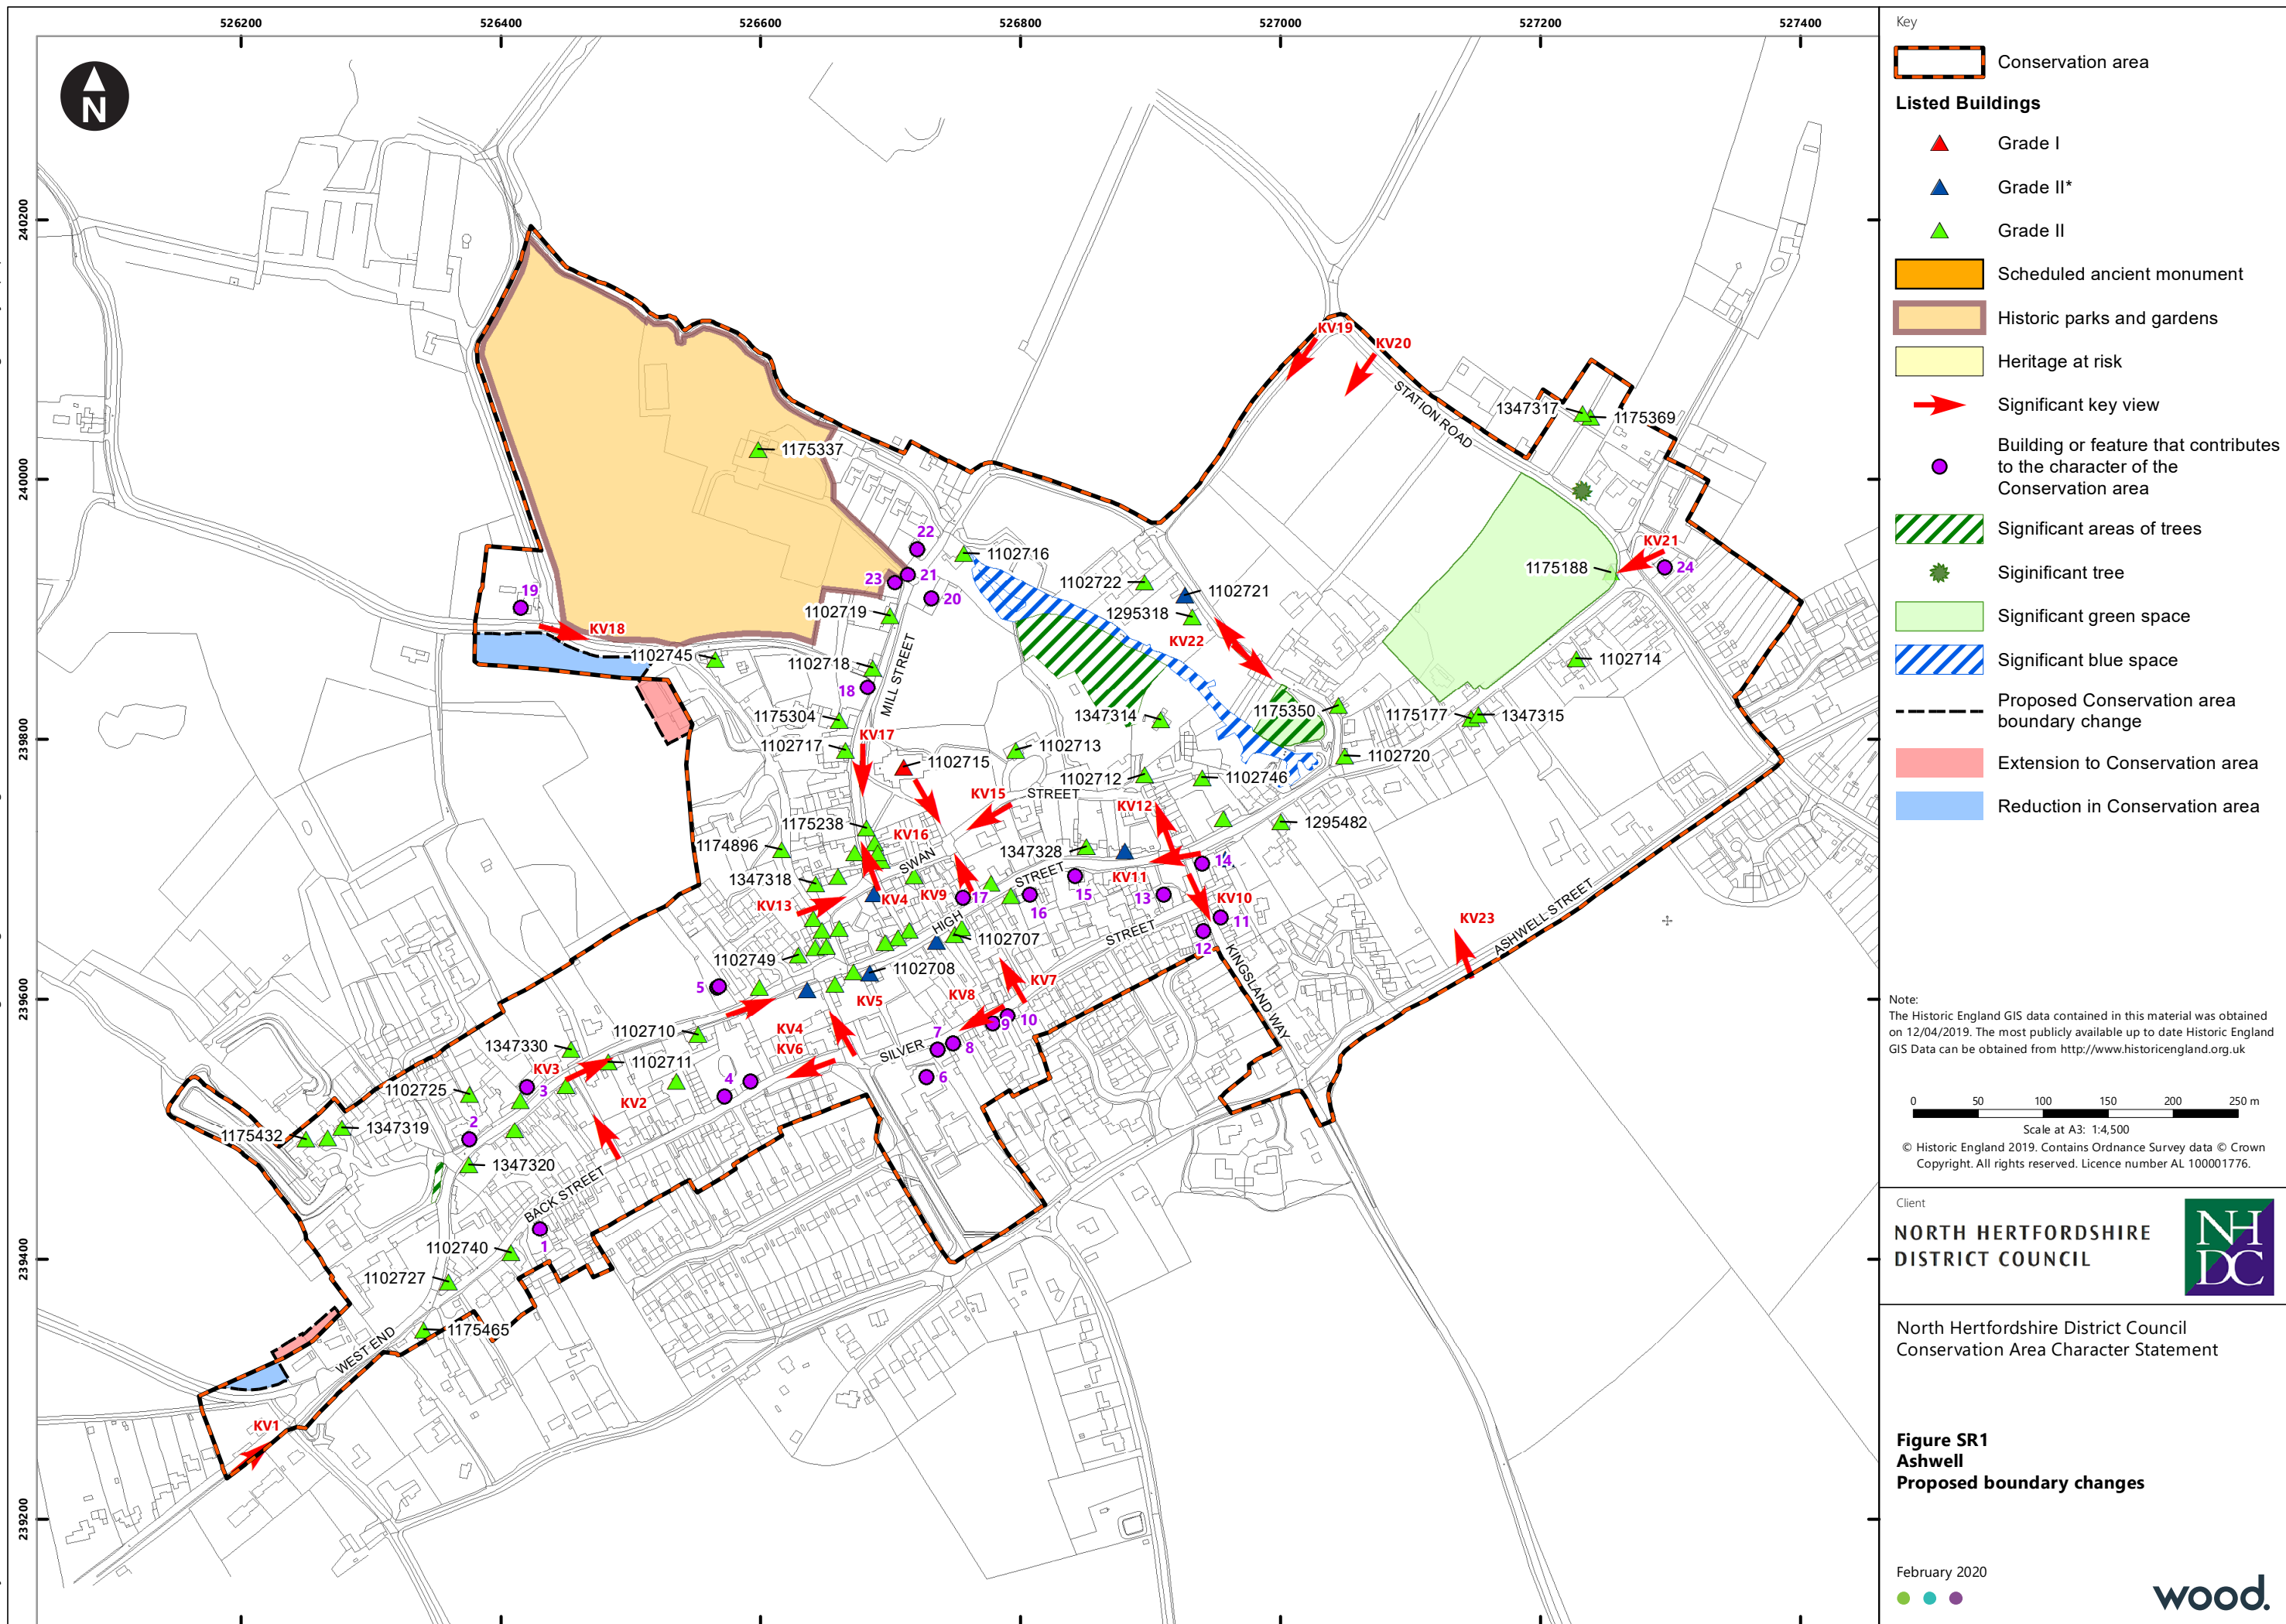 526200
526400
526600
526800
527000
527200
527400
240200
240000
239800
239600
239400
239200
N
KV19
KV20
STATION ROAD
1347317
1175369
1175337
22
1102716
21
23
20
1102722
1102721
1295318
KV22
KV21
24
1175188
19
KV18
1102719
1102745
1102718
18
MILL STREET
1102714
1175304
1347314
1175350
1175177
1347315
1102717
KV17
1102713
1102715
1102712
1102746
1102720
STREET
KV15
KV12
1175238
KV16
1295482
1174896
SWAN
1347328
1347318
KV9
STREET
KV11
14
KV13
KV4
17
16
15
13
KV10
11
HIGH
STREET
12
KV23
1102707
1102749
1102708
KINGSLAND WAY
ASHWELL STREET
5
KV5
KV8
KV7
KV4
1102710
KV6
9
10
7
SILVER
8
1347330
KV3
1102711
4
6
1102725
3
KV2
2
1175432
1347319
1347320
BACK STREET
1
1102740
1102727
1175465
WEST END
KV1
Key
Conservation area
Listed Buildings
Grade I
Grade II*
Grade II
Scheduled ancient monument
Historic parks and gardens
Heritage at risk
Significant key view
Building or feature that contributes
to the character of the
Conservation area
Significant areas of trees
Siginificant tree
Significant green space
Significant blue space
Proposed Conservation area
boundary change
Extension to Conservation area
Reduction in Conservation area
Note:
The Historic England GIS data contained in this material was obtained
on 12/04/2019. The most publicly available up to date Historic England
GIS Data can be obtained from http://www.historicengland.org.uk
0 50 100 150 200 250 m
Scale at A3: 1:4,500
© Historic England 2019. Contains Ordnance Survey data © Crown
Copyright. All rights reserved. Licence number AL 100001776.
Client
NORTH HERTFORDSHIRE
DISTRICT COUNCIL
NH
DC
North Hertfordshire District Council
Conservation Area Character Statement
Figure SR1
Ashwell
Proposed boundary changes
February 2020
wood.